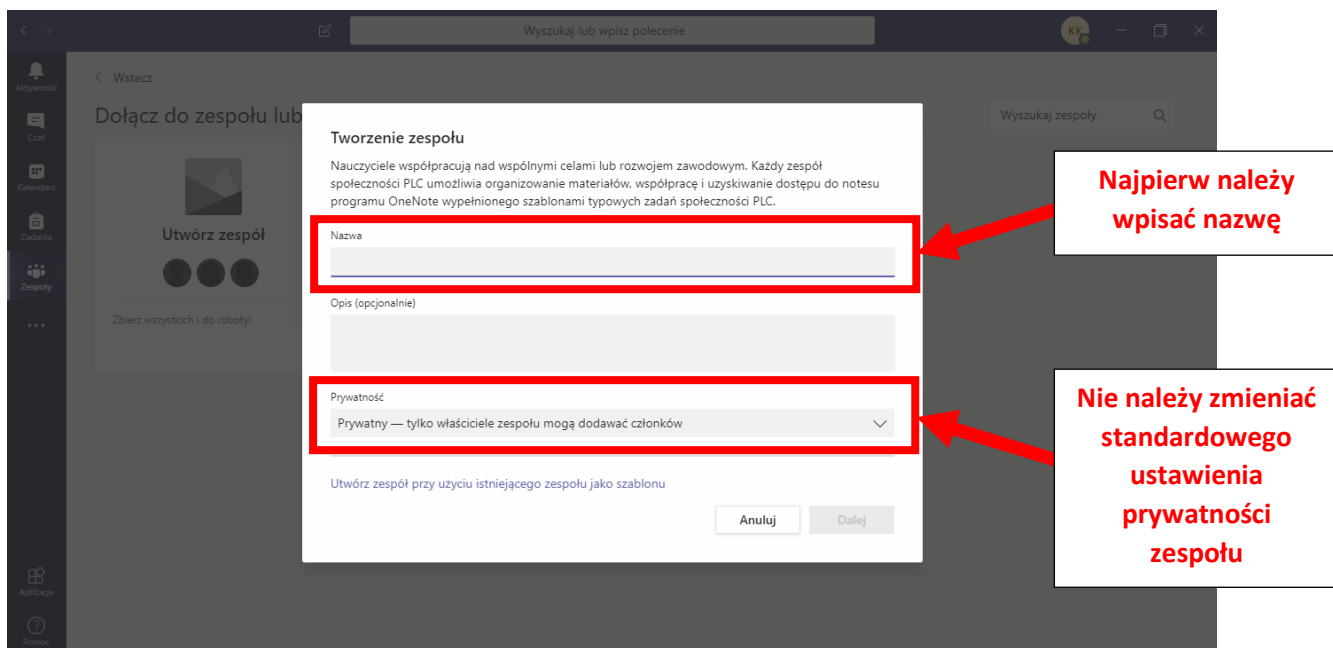 Wyszukaj lub wpisz polecenie
KK
Aktywność
Czat
Kalendarz
Zadania
Zespoły
Aplikacje
Pomoc
Wstecz
Dołącz do zespołu lub
Wyszukaj zespoły
Utwórz zespół
Zbierz wszystkich i do roboty!
Tworzenie zespołu
Nauczyciele współpracują nad wspólnymi celami lub rozwojem zawodowym. Każdy zespół
społeczności PLC umożliwia organizowanie materiałów, współpracę i uzyskiwanie dostępu do notesu
programu OneNote wypełnionego szablonami typowych zadań społeczności PLC.
Nazwa
Opis (opcjonalnie)
Prywatność
Prywatny — tylko właściciele zespołu mogą dodawać członków
Utwórz zespół przy użyciu istniejącego zespołu jako szablonu
Anuluj
Dalej
Najpierw należy
wpisać nazwę
Nie należy zmieniać
standardowego
ustawienia
prywatności
zespołu